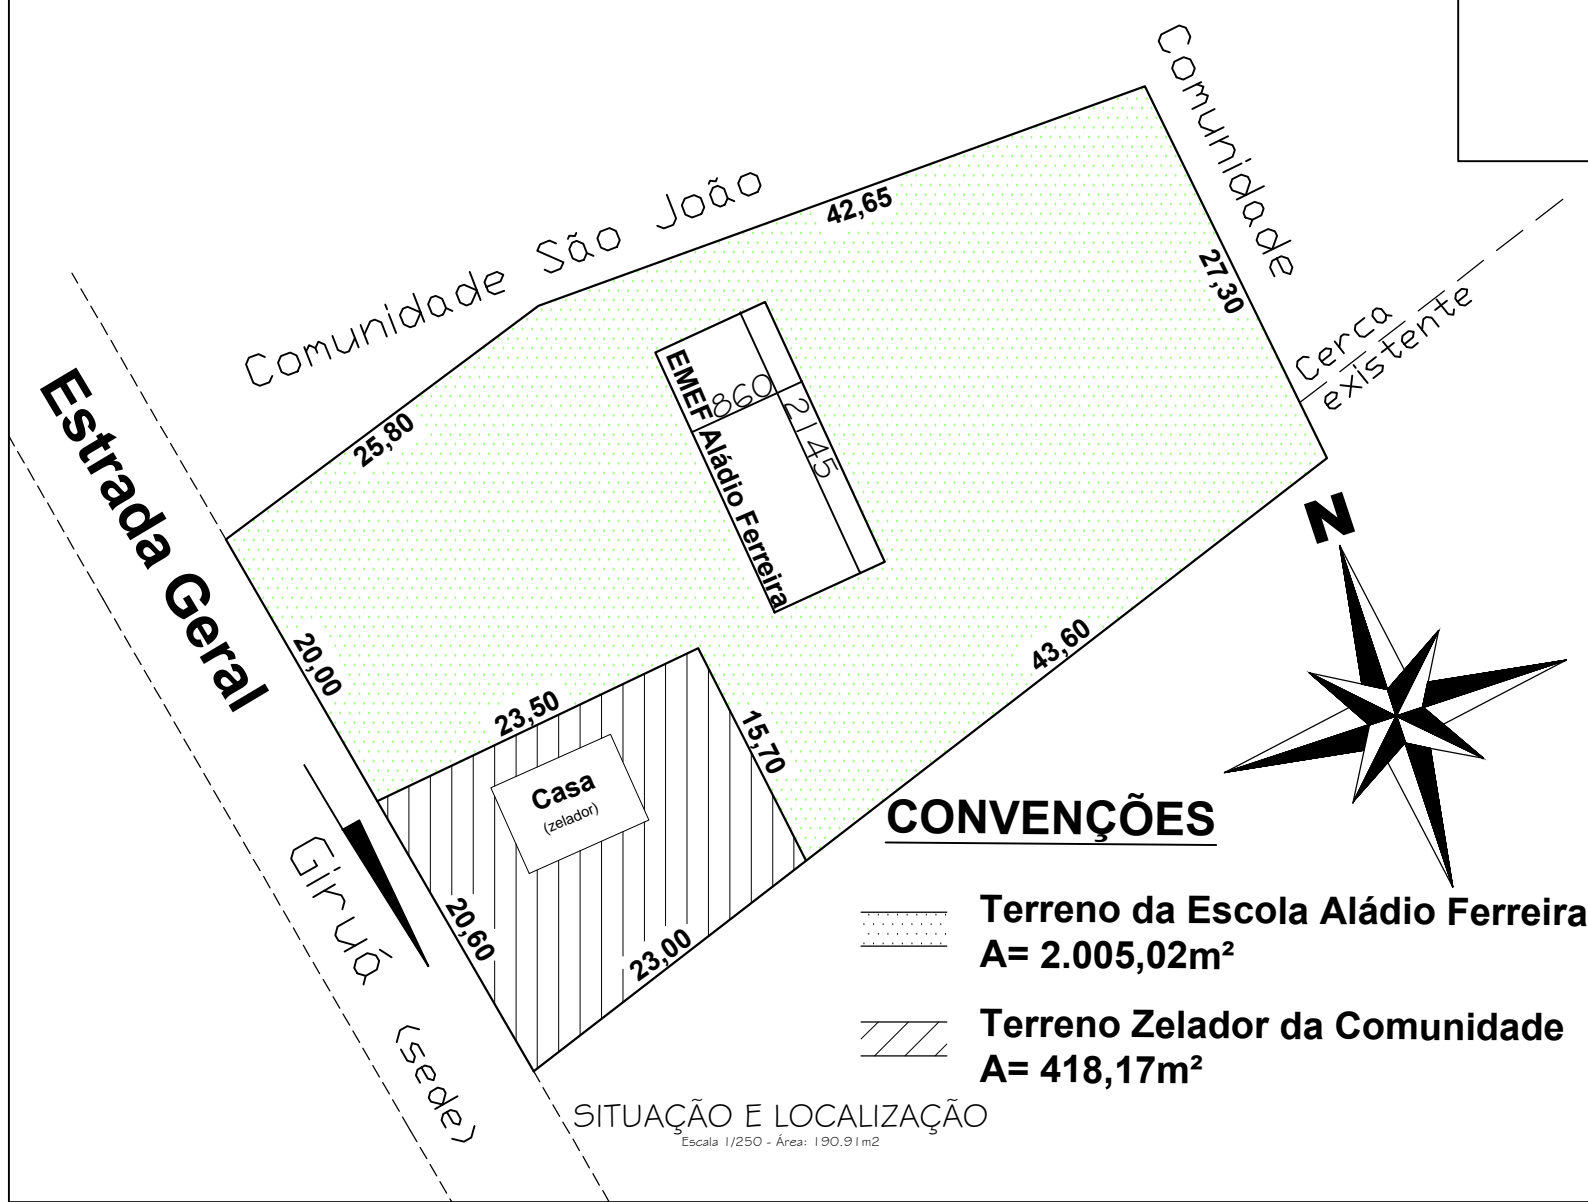 Comunidade São João
42,65
Comunidade
27,30
Cerca
existente
25,80
EMEF Aládio Ferreira
860
2145
Estrada Geral
20,00
N
43,60
23,50
15,70
Casa
(zelador)
CONVENÇÕES
Giruá (sede)
20,60
23,00
Terreno da Escola Aládio Ferreira
A= 2.005,02m²
Terreno Zelador da Comunidade
A= 418,17m²
SITUAÇÃO E LOCALIZAÇÃO
Escala 1/250 - Área: 190.91m2